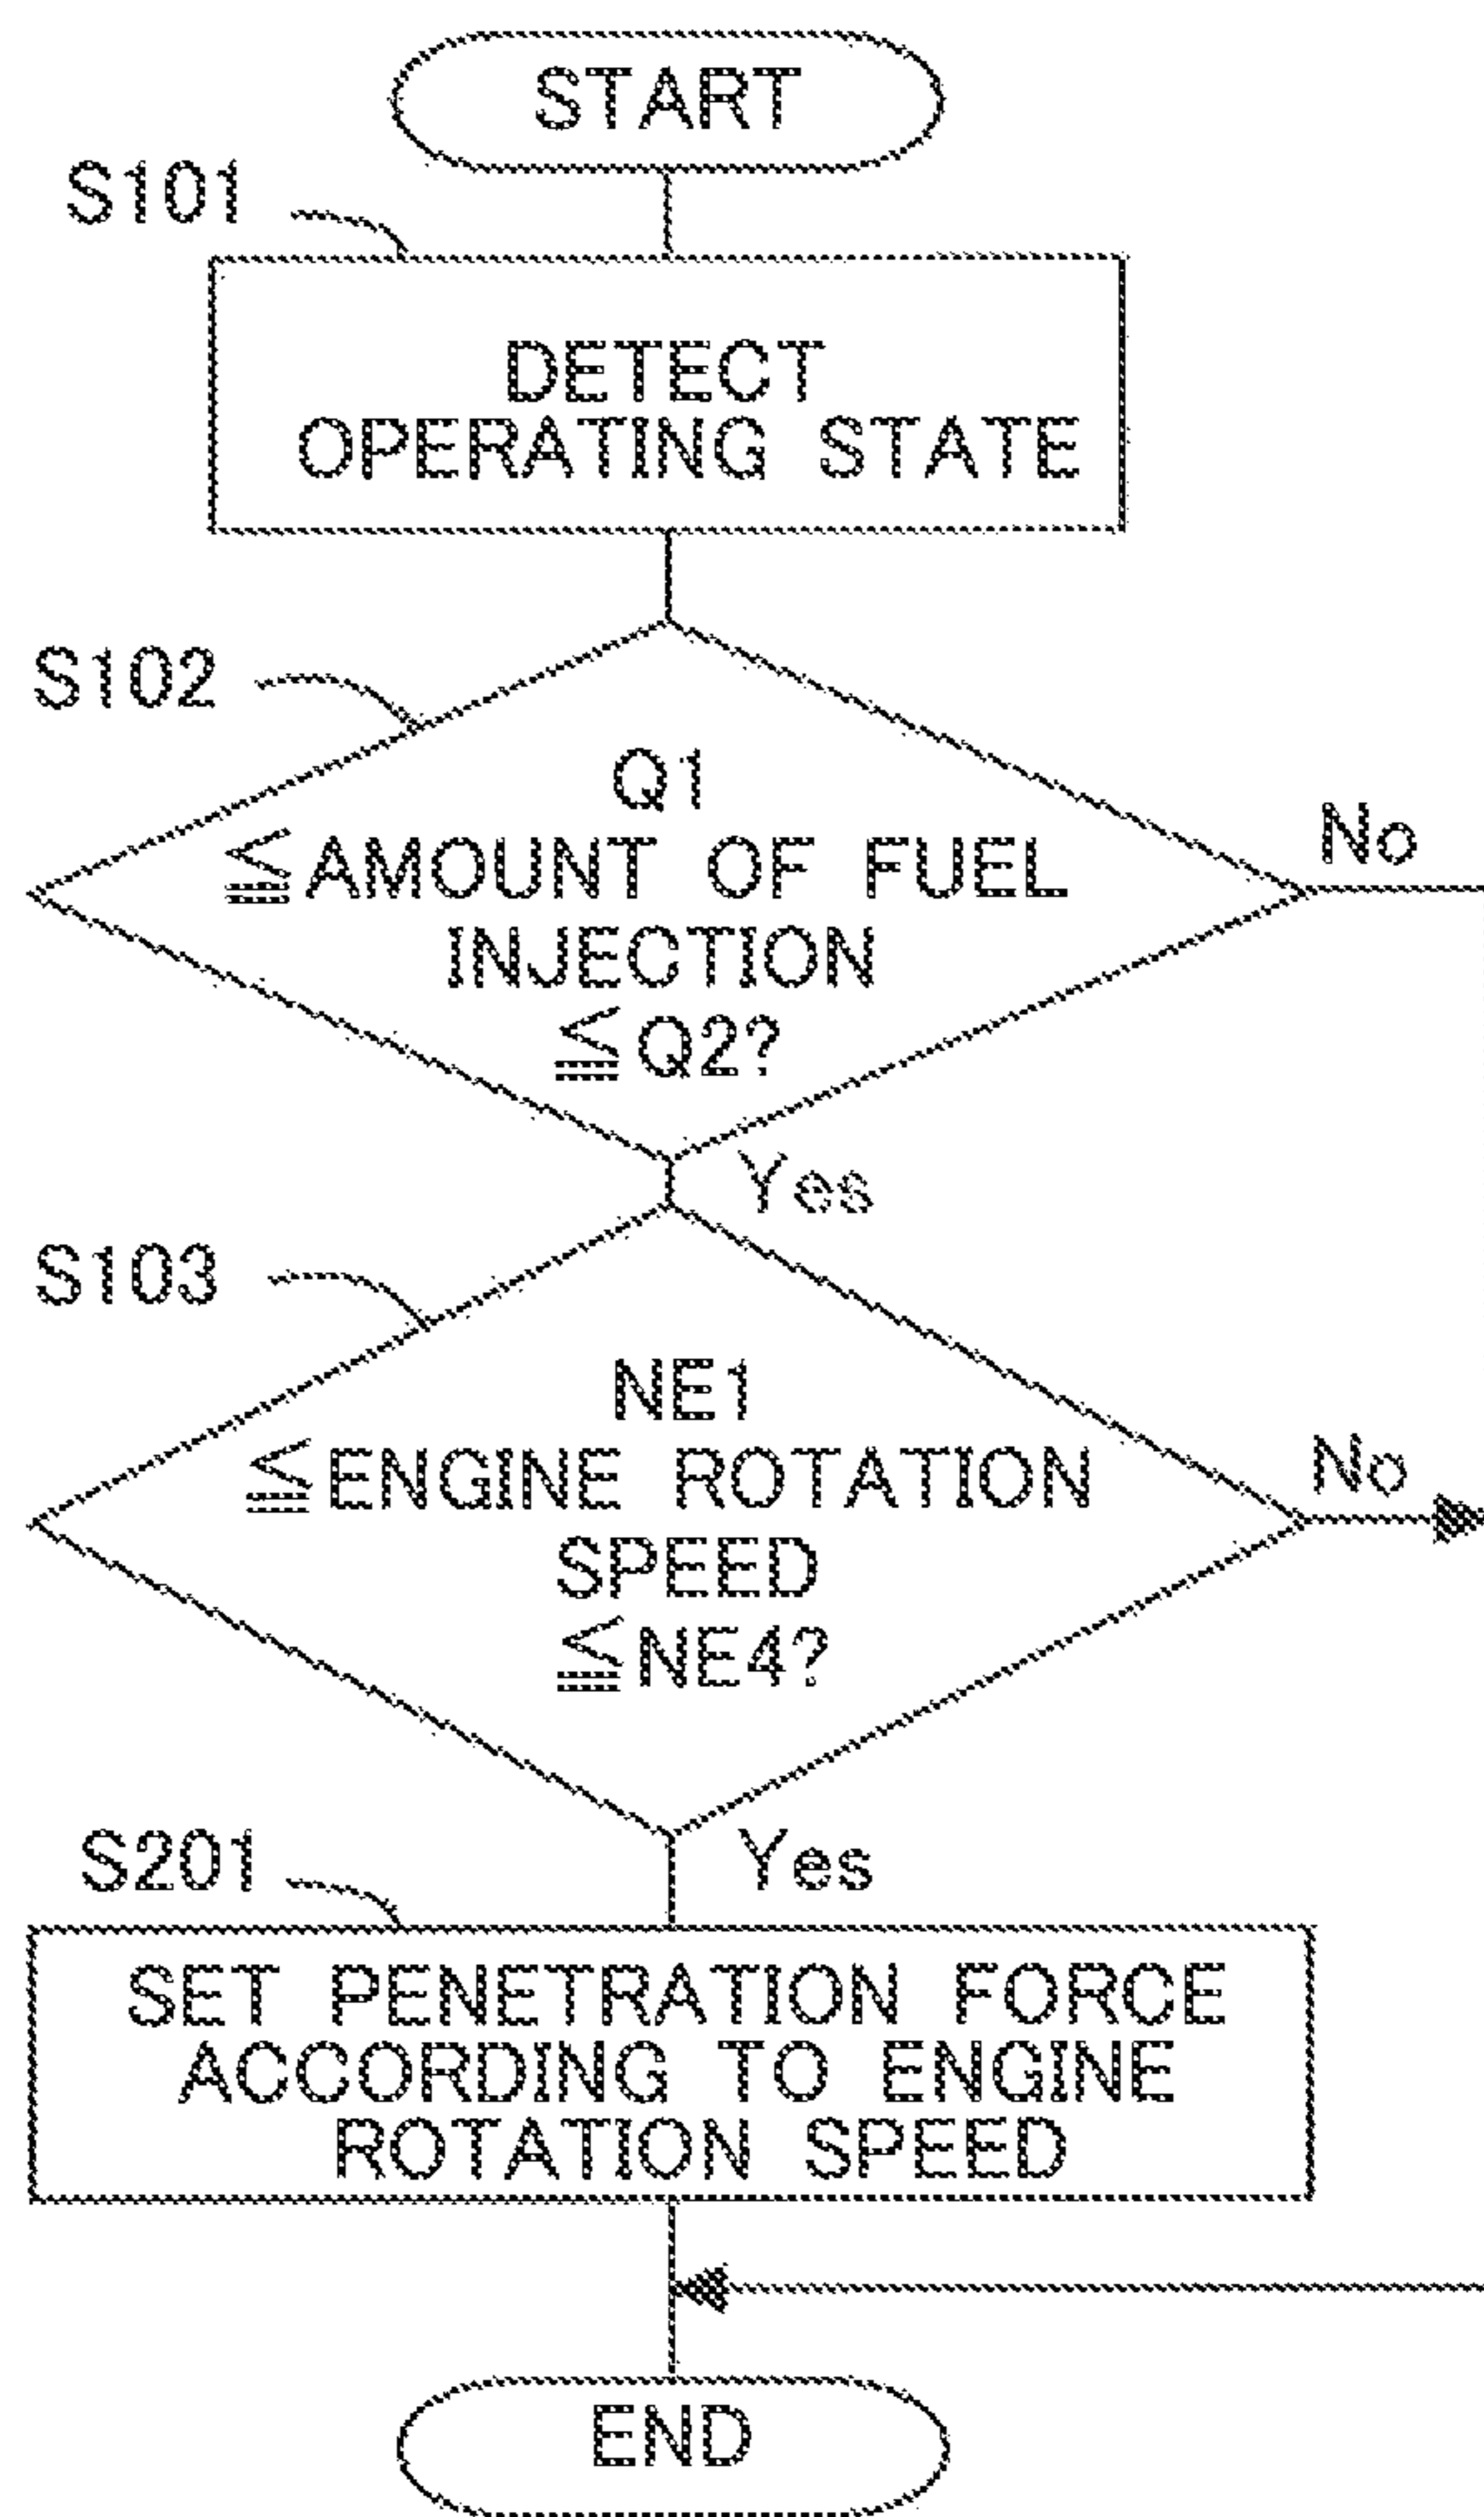 START
S101
DETECT
OPERATING STATE
S102
Q1
≦AMOUNT OF FUEL
INJECTION
≦Q2?
No
Yes
S103
NE1
≦ENGINE ROTATION
SPEED
≦NE4?
No
Yes
S201
SET PENETRATION FORCE
ACCORDING TO ENGINE
ROTATION SPEED
END